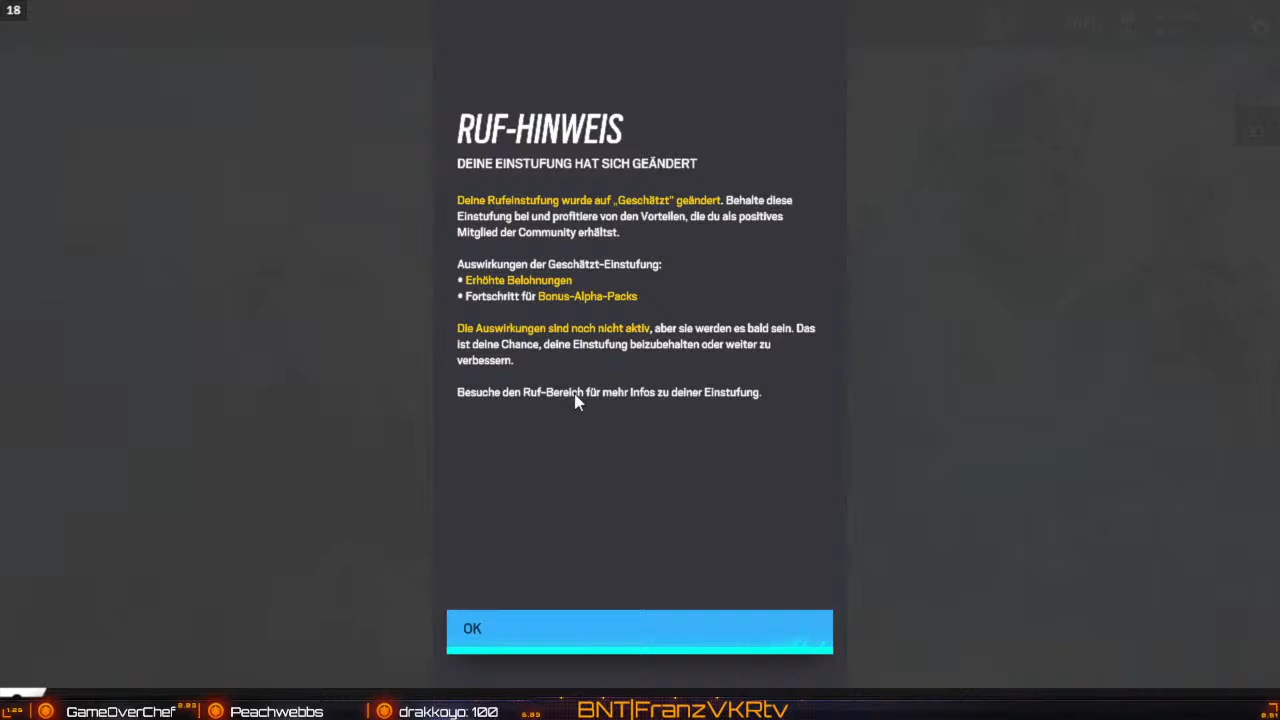 18
RUF-HINWEIS
DEINE EINSTUFUNG HAT SICH GEÄNDERT
Deine Rufeinstufung wurde auf „Geschätzt“ geändert. Behalte diese
Einstufung bei und profitiere von den Vorteilen, die du als positives
Mitglied der Community erhältst.
Auswirkungen der Geschätzt-Einstufung:
• Erhöhte Belohnungen
• Fortschritt für Bonus-Alpha-Packs
Die Auswirkungen sind noch nicht aktiv, aber sie werden es bald sein. Das
ist deine Chance, deine Einstufung beizubehalten oder weiter zu
verbessern.
Besuche den Ruf-Bereich für mehr Infos zu deiner Einstufung.
OK
GameOverChef Peachwebbs drakkoyo: 100 BNT|FranzVKRtv